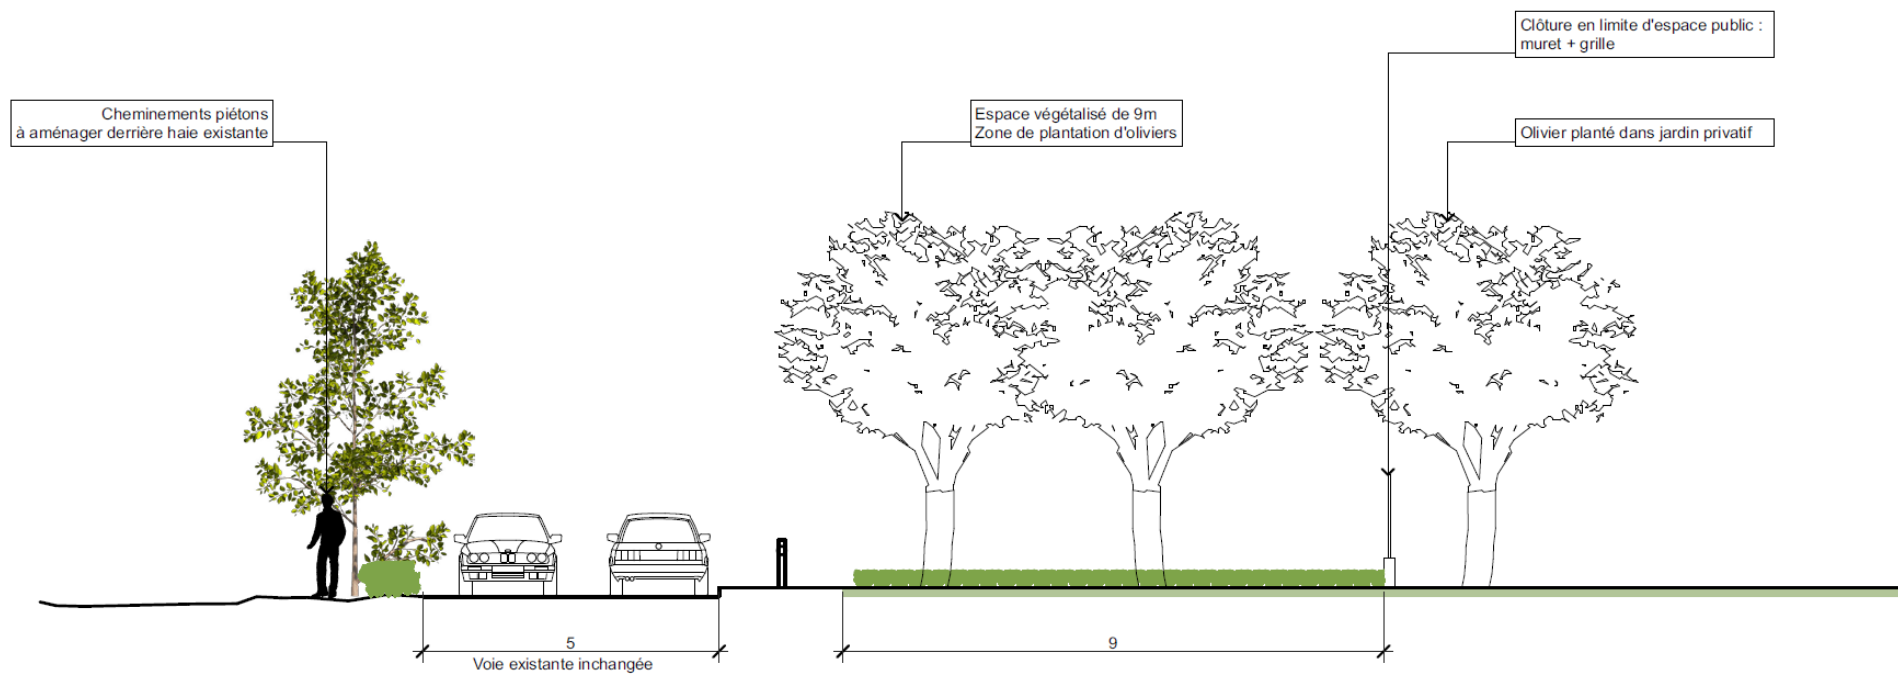 Clôture en limite d'espace public :
muret + grille
Cheminements piétons
à aménager derrière haie existante
Espace végétalisé de 9m
Zone de plantation d'oliviers
Olivier planté dans jardin privatif
5
Voie existante inchangée
9